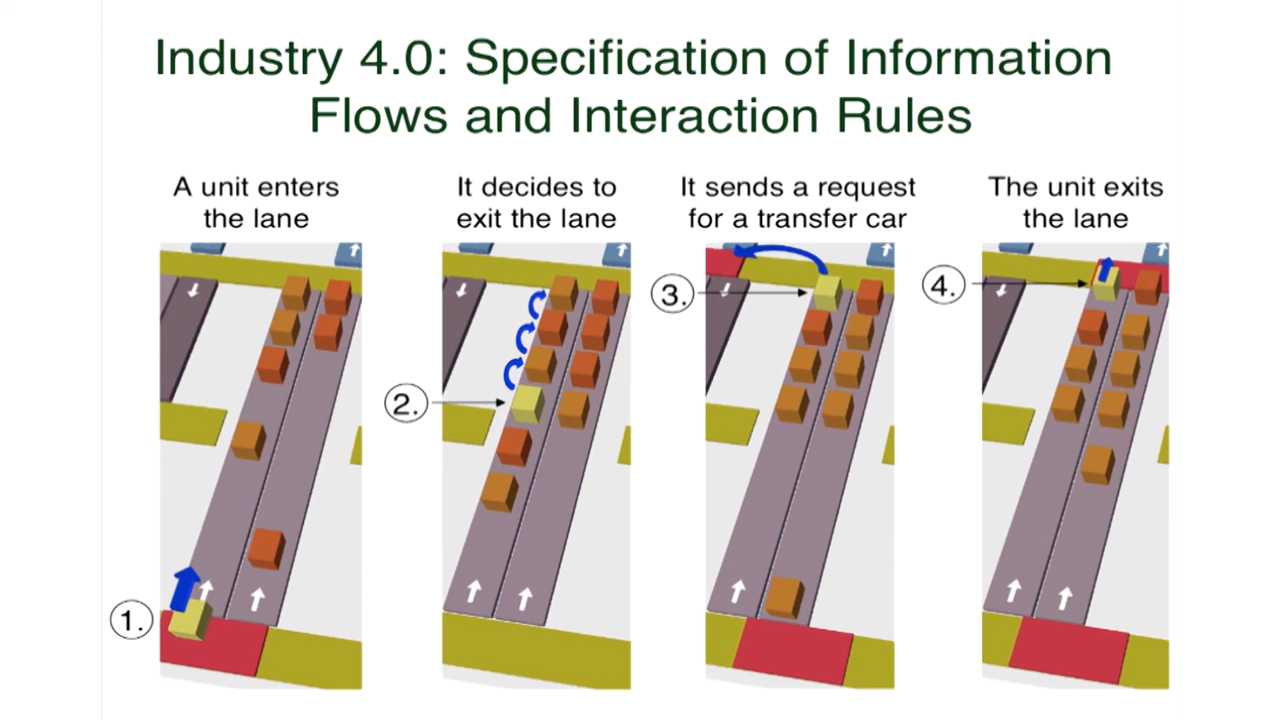 Industry 4.0: Specification of Information
Flows and Interaction Rules
A unit enters
the lane
It decides to
exit the lane
It sends a request
for a transfer car
The unit exits
the lane
1.
2.
3.
4.